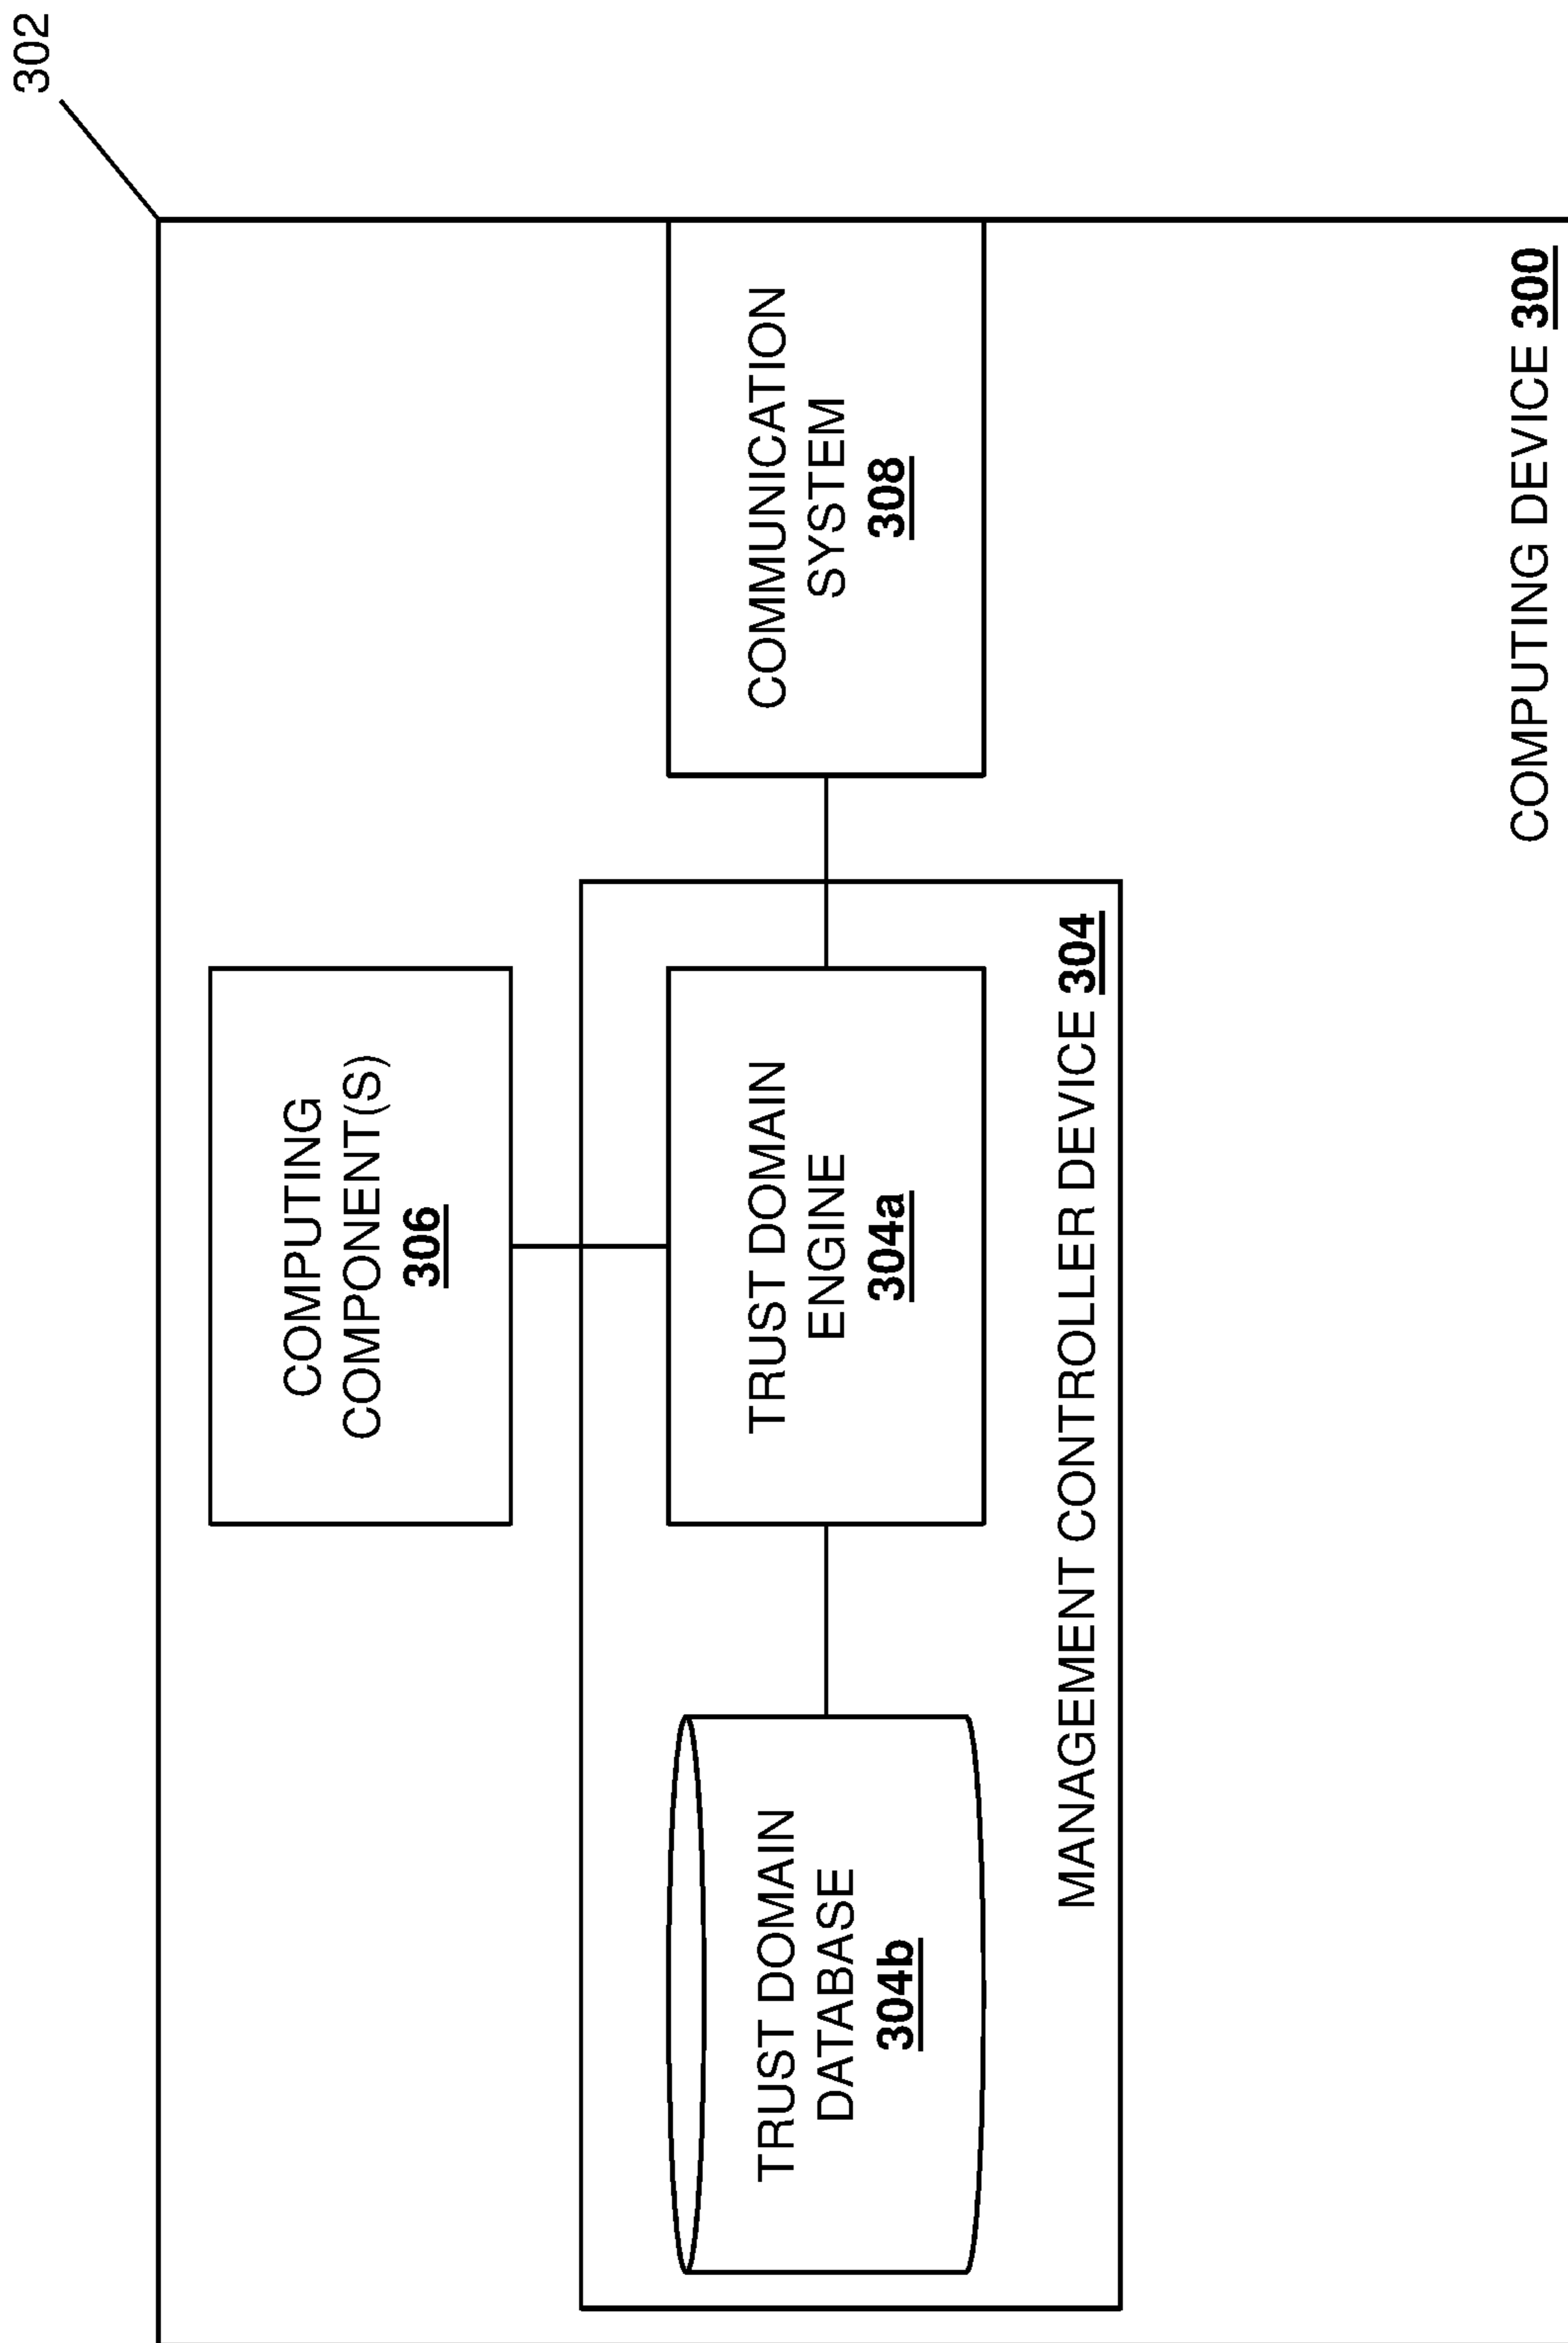 302
COMPUTING
COMPONENT(S)
306
TRUST DOMAIN
DATABASE
304b
TRUST DOMAIN
ENGINE
304a
COMMUNICATION
SYSTEM
308
MANAGEMENT CONTROLLER DEVICE 304
COMPUTING DEVICE 300